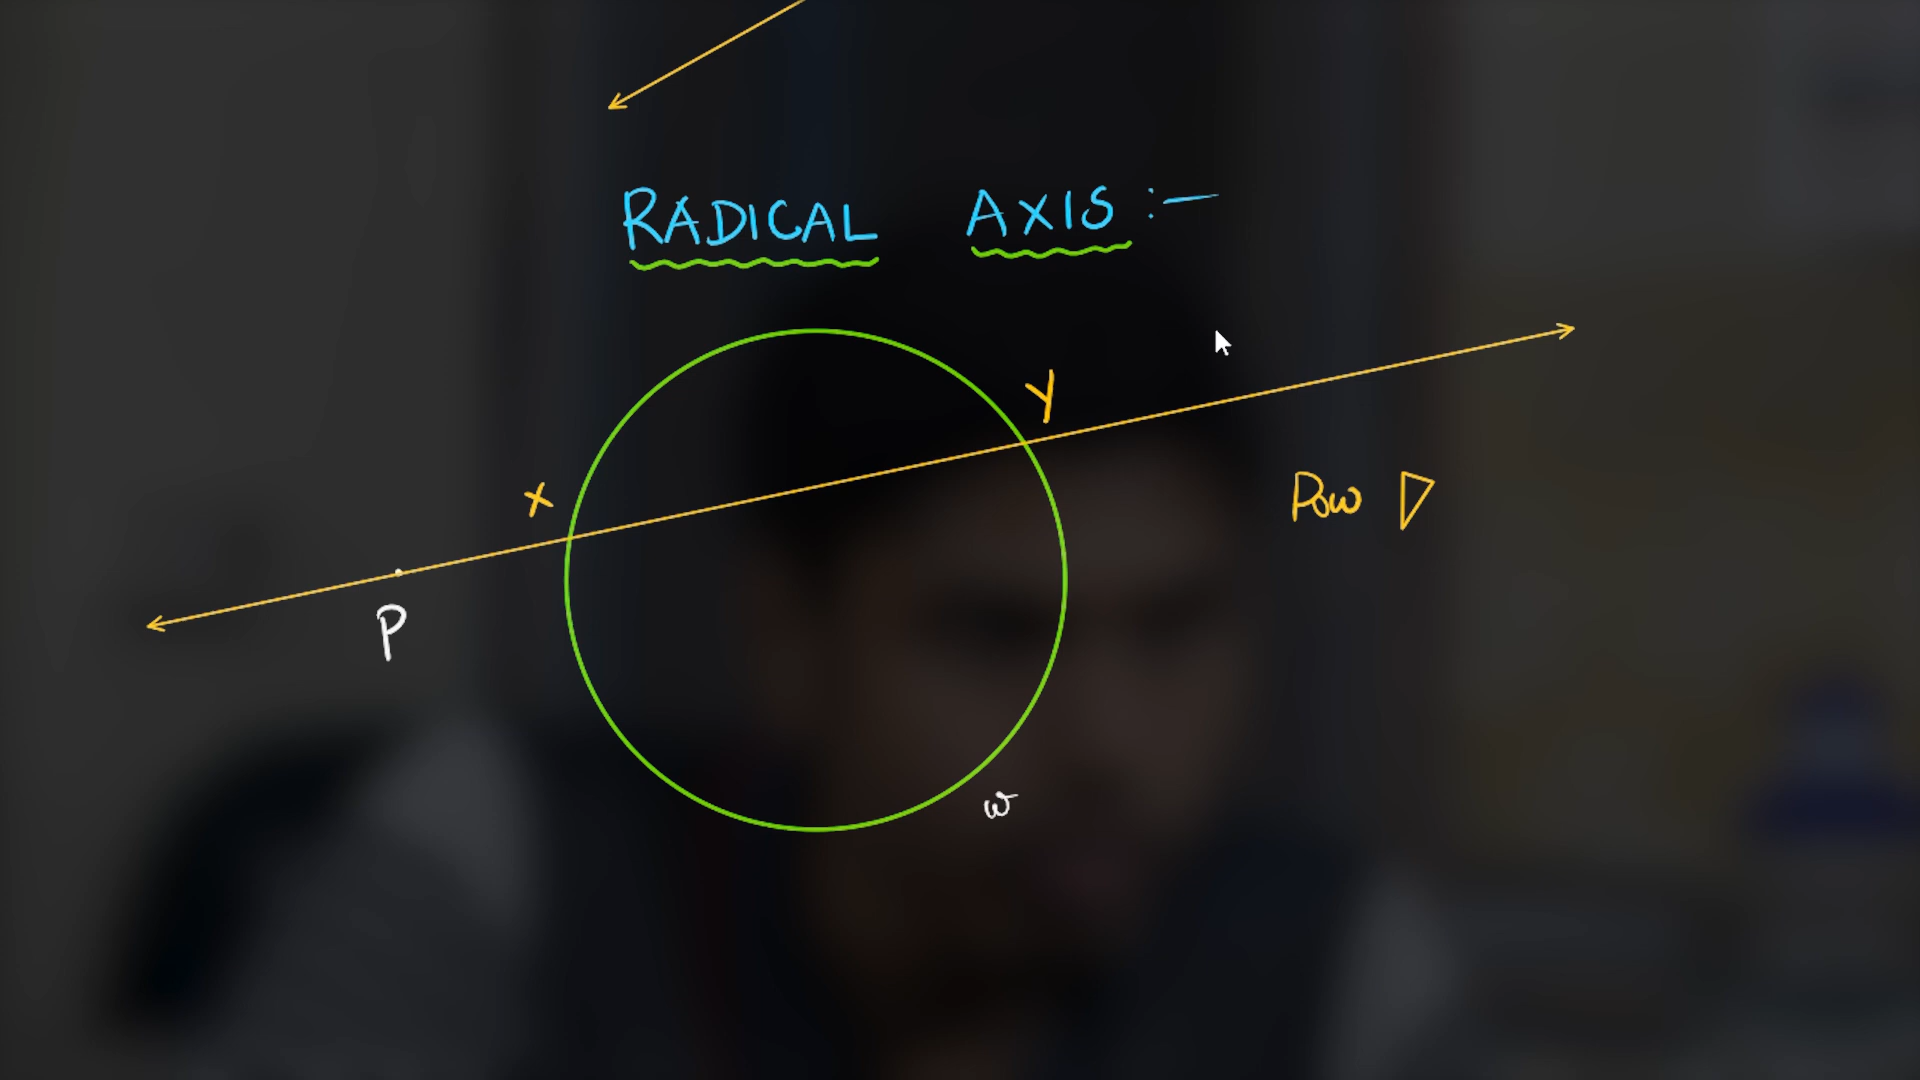 RADICAL AXIS :-
Y
X
Pow
P
ω